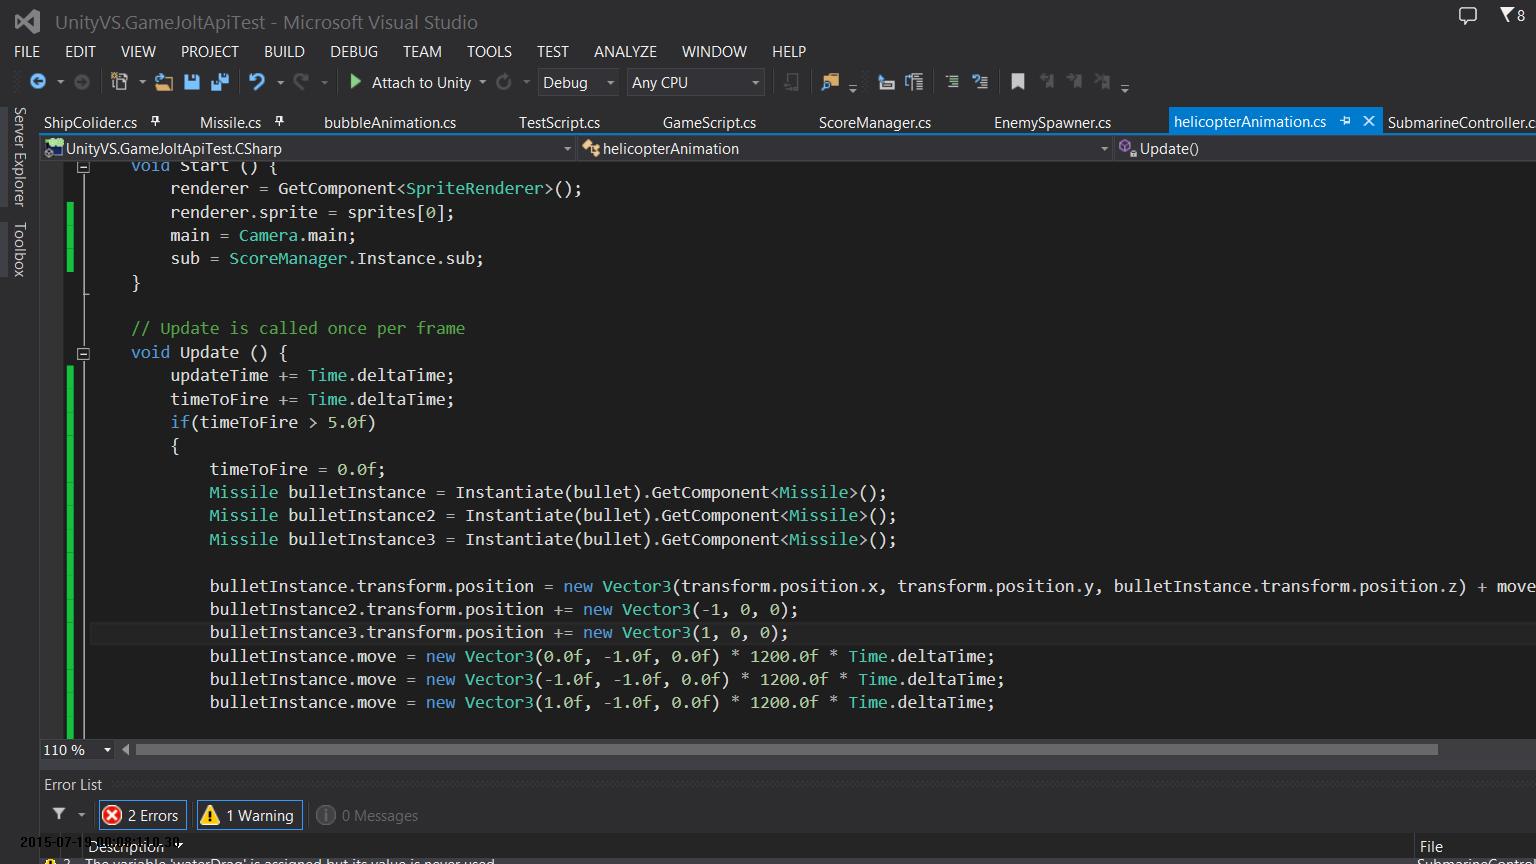 UnityVS.GameJoltApiTest - Microsoft Visual Studio
8
FILE EDIT VIEW PROJECT BUILD DEBUG TEAM TOOLS TEST ANALYZE WINDOW HELP
Attach to Unity Debug Any CPU
Server Explorer
Toolbox
ShipColider.cs Missile.cs bubbleAnimation.cs TestScript.cs GameScript.cs ScoreManager.cs EnemySpawner.cs helicopterAnimation.cs SubmarineController.cs
UnityVS.GameJoltApiTest.CSharp helicopterAnimation Update()
void Start () {
renderer = GetComponent<SpriteRenderer>();
renderer.sprite = sprites[0];
main = Camera.main;
sub = ScoreManager.Instance.sub;
}
// Update is called once per frame
void Update () {
updateTime += Time.deltaTime;
timeToFire += Time.deltaTime;
if(timeToFire > 5.0f)
{
timeToFire = 0.0f;
Missile bulletInstance = Instantiate(bullet).GetComponent<Missile>();
Missile bulletInstance2 = Instantiate(bullet).GetComponent<Missile>();
Missile bulletInstance3 = Instantiate(bullet).GetComponent<Missile>();
bulletInstance.transform.position = new Vector3(transform.position.x, transform.position.y, bulletInstance.transform.position.z) + move
bulletInstance2.transform.position += new Vector3(-1, 0, 0);
bulletInstance3.transform.position += new Vector3(1, 0, 0);
bulletInstance.move = new Vector3(0.0f, -1.0f, 0.0f) * 1200.0f * Time.deltaTime;
bulletInstance.move = new Vector3(-1.0f, -1.0f, 0.0f) * 1200.0f * Time.deltaTime;
bulletInstance.move = new Vector3(1.0f, -1.0f, 0.0f) * 1200.0f * Time.deltaTime;
110 %
Error List
2 Errors 1 Warning 0 Messages
Description File
The variable 'waterDrag' is assigned but its value is never used